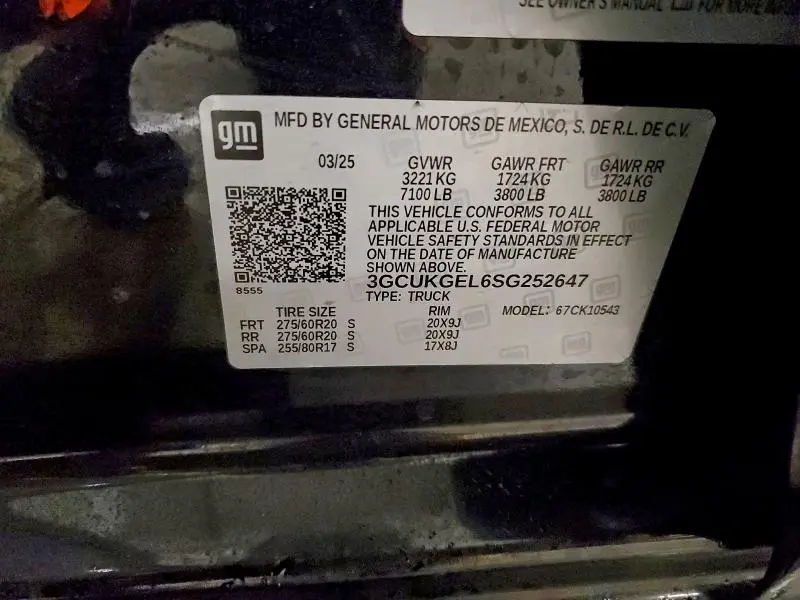 SEE OWNER'S MANUAL FOR MORE
gm
MFD BY GENERAL MOTORS DE MEXICO, S. DE R.L. DE C.V.
03/25 GVWR GAWR FRT GAWR RR
3221 KG 1724 KG 1724 KG
7100 LB 3800 LB 3800 LB
THIS VEHICLE CONFORMS TO ALL
APPLICABLE U.S. FEDERAL MOTOR
VEHICLE SAFETY STANDARDS IN EFFECT
ON THE DATE OF MANUFACTURE
SHOWN ABOVE.
3GCUKGEL6SG252647
8555
TYPE: TRUCK
TIRE SIZE RIM MODEL: 67CK10543
FRT 275/60R20 S 20X9J
RR 275/60R20 S 20X9J
SPA 255/80R17 S 17X8J